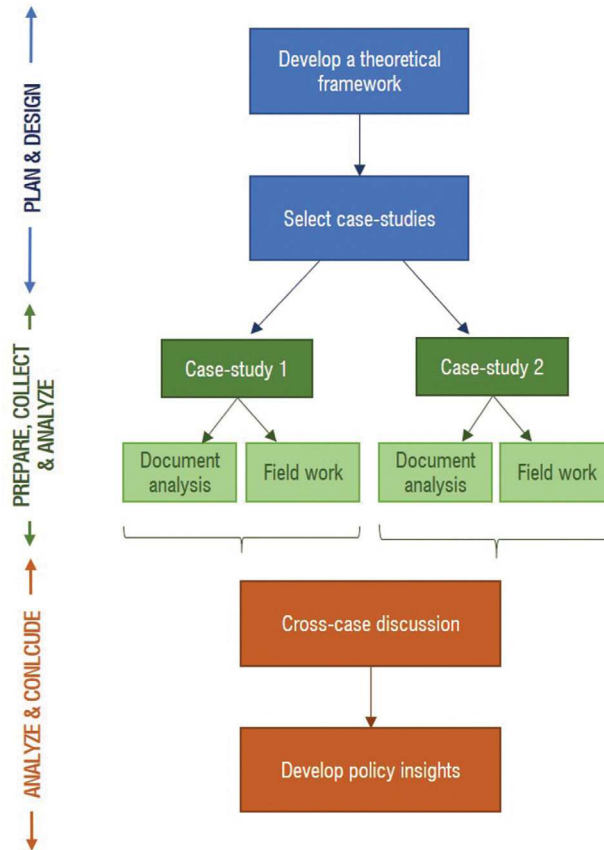 PLAN & DESIGN
Develop a theoretical
framework
Select case-studies
PREPARE, COLLECT
& ANALYZE
Case-study 1
Case-study 2
Document
analysis
Field work
Document
analysis
Field work
ANALYZE & CONLCUDE
Cross-case discussion
Develop policy insights